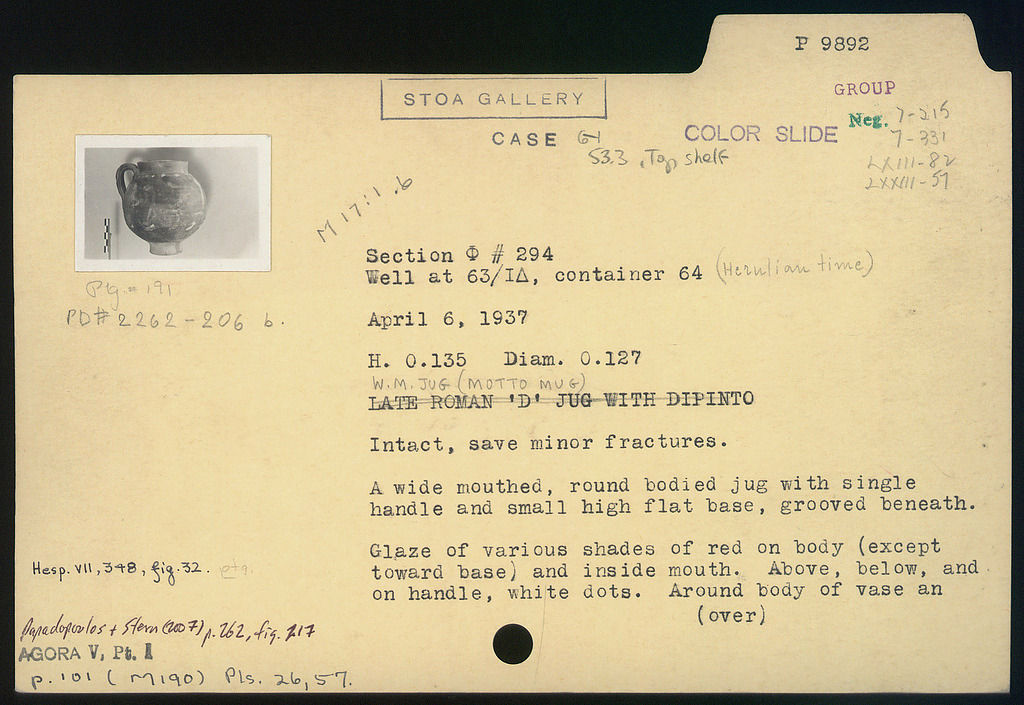 P 9892
GROUP
STOA GALLERY
Neg. 7-215
CASE 61
COLOR SLIDE
7-331
53.3, Top shelf
LXIII-82
LXXIII-57
M 17:1.6
Section Φ # 294
Well at 63/ΙΔ, container 64 (Herulian time)
Ptg. = 191
PD# 2262-206 b.
April 6, 1937
H. 0.135 Diam. 0.127
W.M. JUG (MOTTO MUG)
LATE ROMAN 'D' JUG WITH DIPINTO
Intact, save minor fractures.
A wide mouthed, round bodied jug with single
handle and small high flat base, grooved beneath.
Glaze of various shades of red on body (except
toward base) and inside mouth. Above, below, and
on handle, white dots. Around body of vase an
(over)
Hesp. VII, 348, fig. 32.
Papadopoulos + Stern (2007) p. 262, fig. 217
AGORA V, Pt. I
p. 101 (M190) Pls. 26, 57.